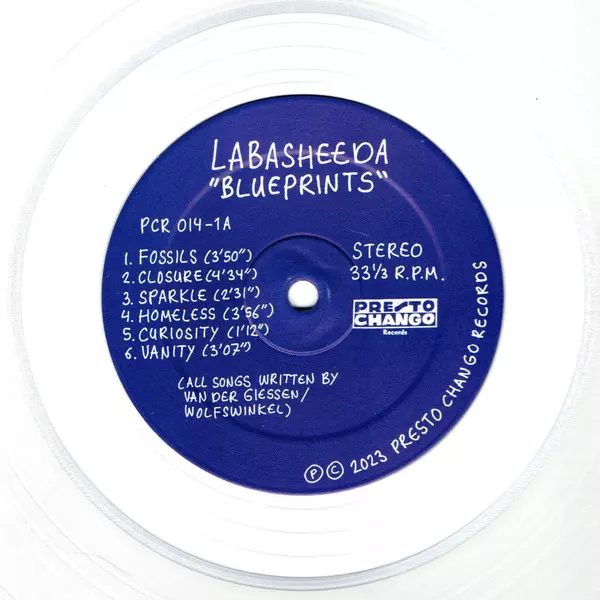 LABASHEEDA
"BLUEPRINTS"
PCR 014-1A
1. FOSSILS (3'50")
2. CLOSURE (4'34")
3. SPARKLE (2'31")
4. HOMELESS (3'56")
5. CURIOSITY (1'12")
6. VANITY (3'07")
STEREO
33 1/3 R.P.M.
PRESTO
CHANGO
Records
(ALL SONGS WRITTEN BY
VAN DER GIESSEN/
WOLFSWINKEL)
Ⓟ © 2023 PRESTO CHANGO RECORDS